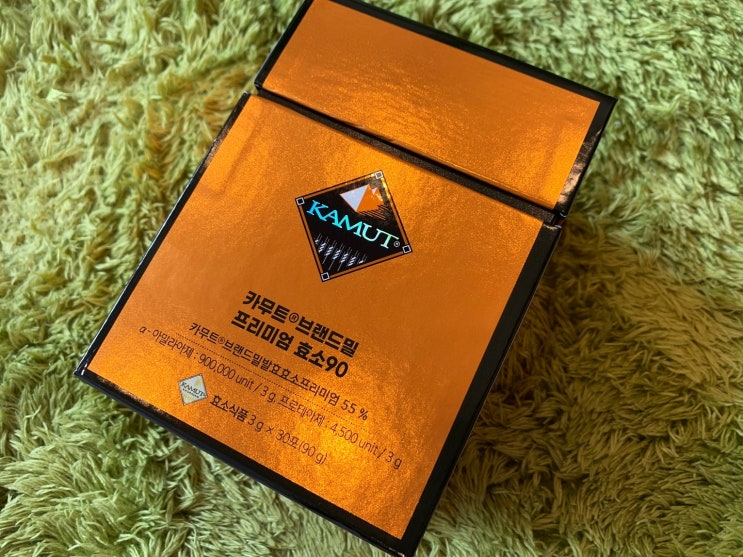 KAMUT®
카무트®브랜드밀
프리미엄 효소90
카무트®브랜드밀발효효소프리미엄 55 %
α - 아밀라아제 : 900,000 unit / 3 g, 프로테아제 : 4,500 unit / 3 g
KAMUT
효소식품 3 g × 30포(90 g)